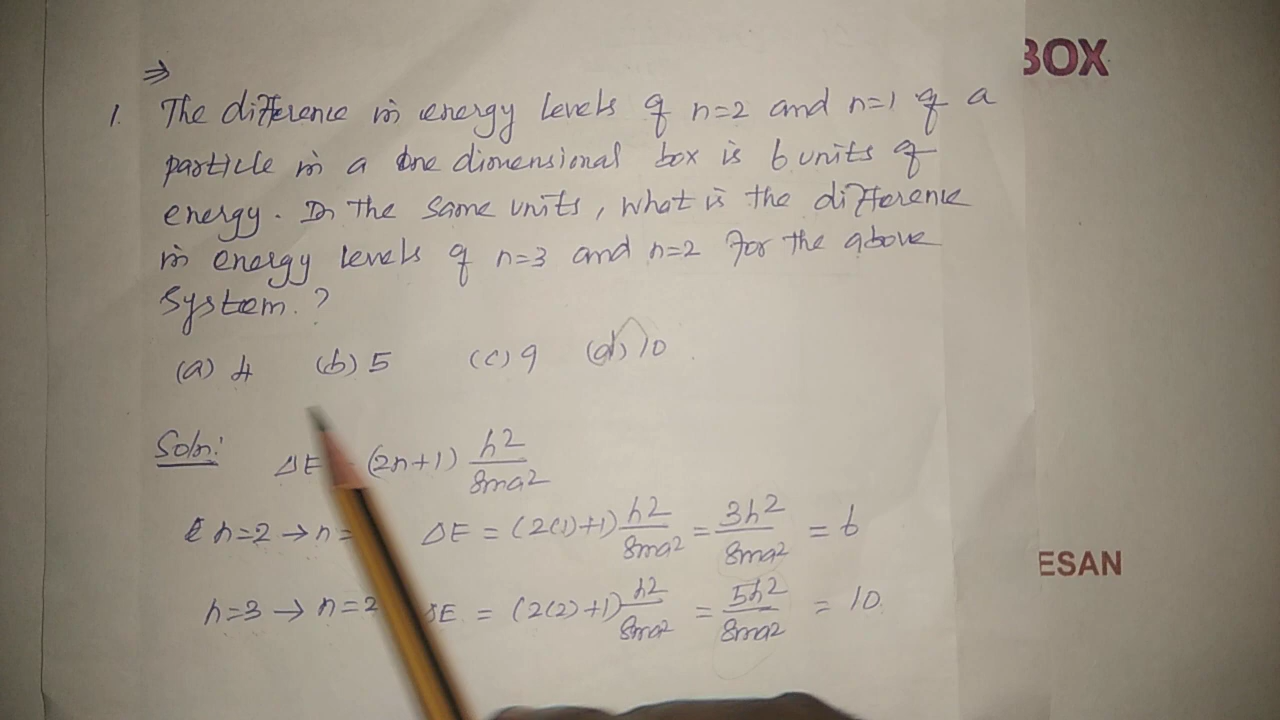 ⇒
BOX
1. The difference in energy levels of n=2 and n=1 of a
particle in a one dimensional box is 6 units of
energy. In the same units, what is the difference
in energy levels of n=3 and n=2 for the above
system.?
(a) 4 (b) 5 (c) 9 (d) 10
Soln:
ΔE (2n+1) h2/8ma2
n=2 → n= ΔE = (2(1)+1) h2/8ma2 = 3h2/8ma2 = 6
n=3 → n=2 ΔE = (2(2)+1) h2/8ma2 = 5h2/8ma2 = 10.
ESAN